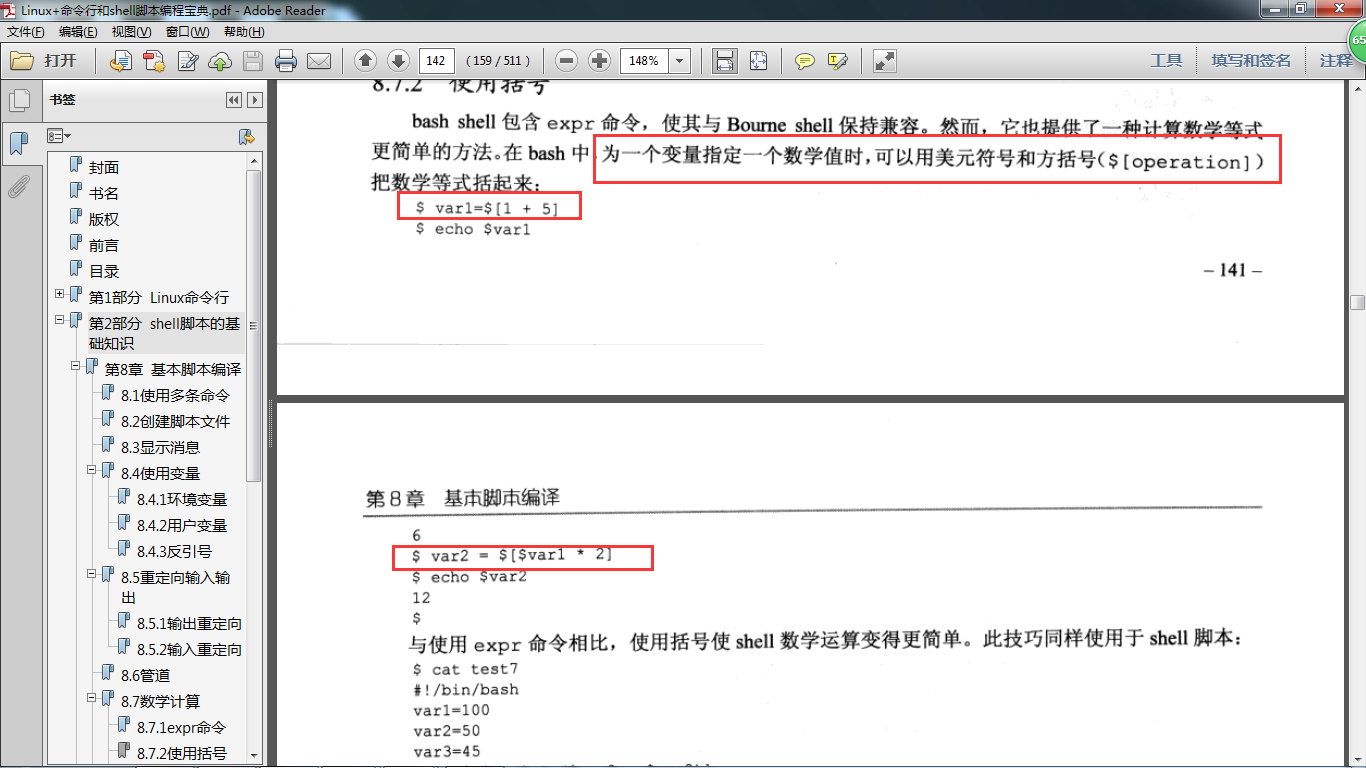 Linux+命令行和shell脚本编程宝典.pdf - Adobe Reader
文件(F) 编辑(E) 视图(V) 窗口(W) 帮助(H)
打开 142 (159 / 511) 148% 工具 填写和签名 注释
65
书签
封面
书名
版权
前言
目录
第1部分 Linux命令行
第2部分 shell脚本的基
础知识
第8章 基本脚本编译
8.1使用多条命令
8.2创建脚本文件
8.3显示消息
8.4使用变量
8.4.1环境变量
8.4.2用户变量
8.4.3反引号
8.5重定向输入输
出
8.5.1输出重定向
8.5.2输入重定向
8.6管道
8.7数学计算
8.7.1expr命令
8.7.2使用括号
8.7.2 使用括号
bash shell 包含 expr 命令，使其与 Bourne shell 保持兼容。然而，它也提供了一种计算数学等式
更简单的方法。在 bash 中，为一个变量指定一个数学值时，可以用美元符号和方括号($[operation])
把数学等式括起来：
$ var1=$[1 + 5]
$ echo $var1
– 141 –
第 8 章 基本脚本编译
6
$ var2 = $[$var1 * 2]
$ echo $var2
12
$
与使用 expr 命令相比，使用括号使 shell 数学运算变得更简单。此技巧同样使用于 shell 脚本：
$ cat test7
#!/bin/bash
var1=100
var2=50
var3=45